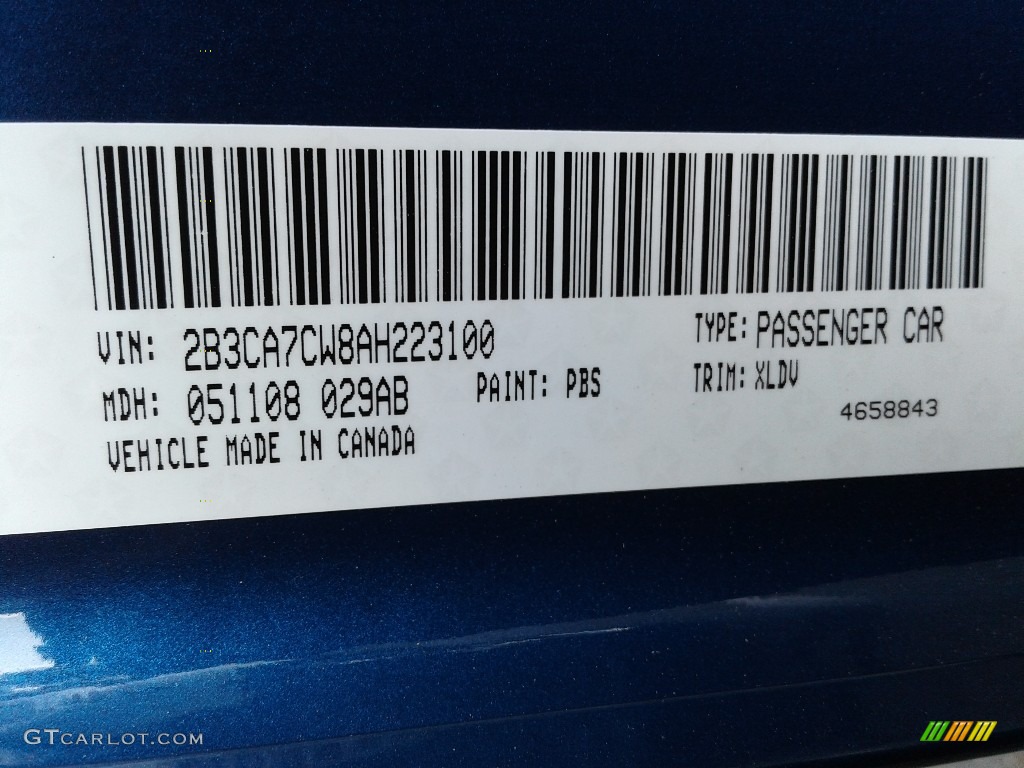 VIN: 2B3CA7CW8AH223100 TYPE: PASSENGER CAR
MDH: 051108 029AB PAINT: PBS TRIM: XLDV
4658843
VEHICLE MADE IN CANADA
GTCARLOT.COM